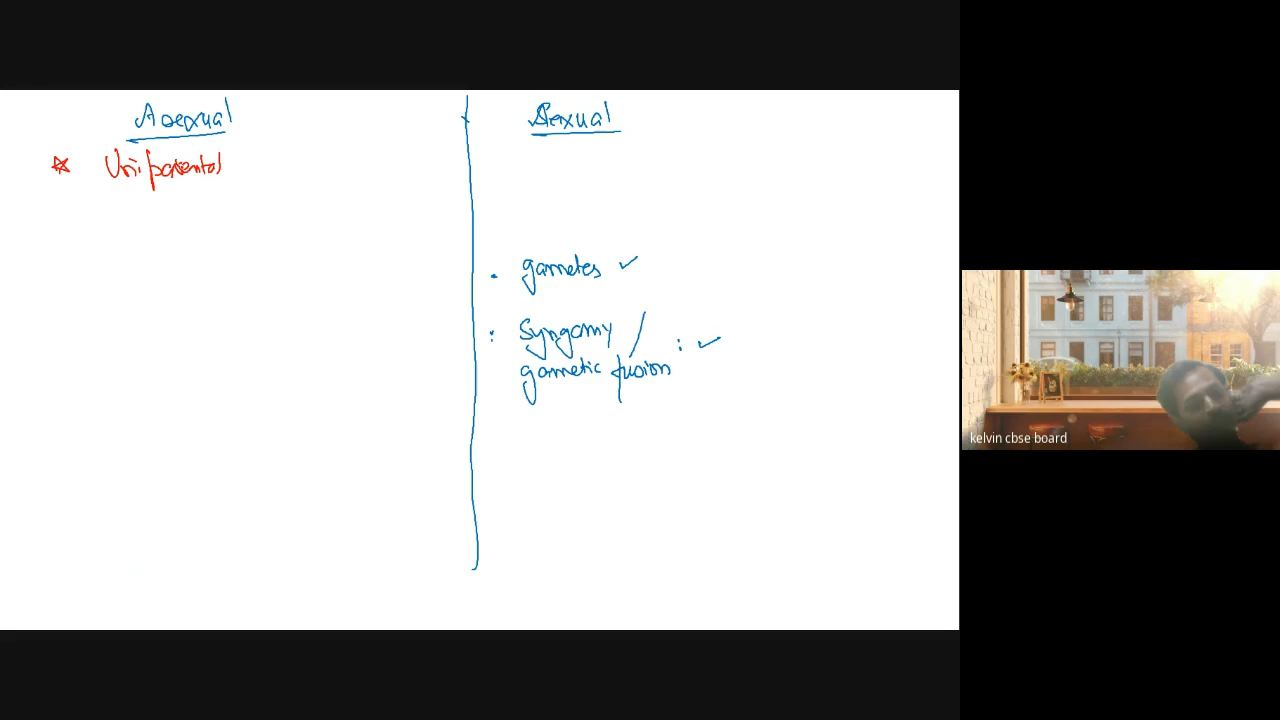 Asexual
Sexual
Uniparental
gametes ✓
Syngamy /
gametic fusion : ✓
kelvin cbse board